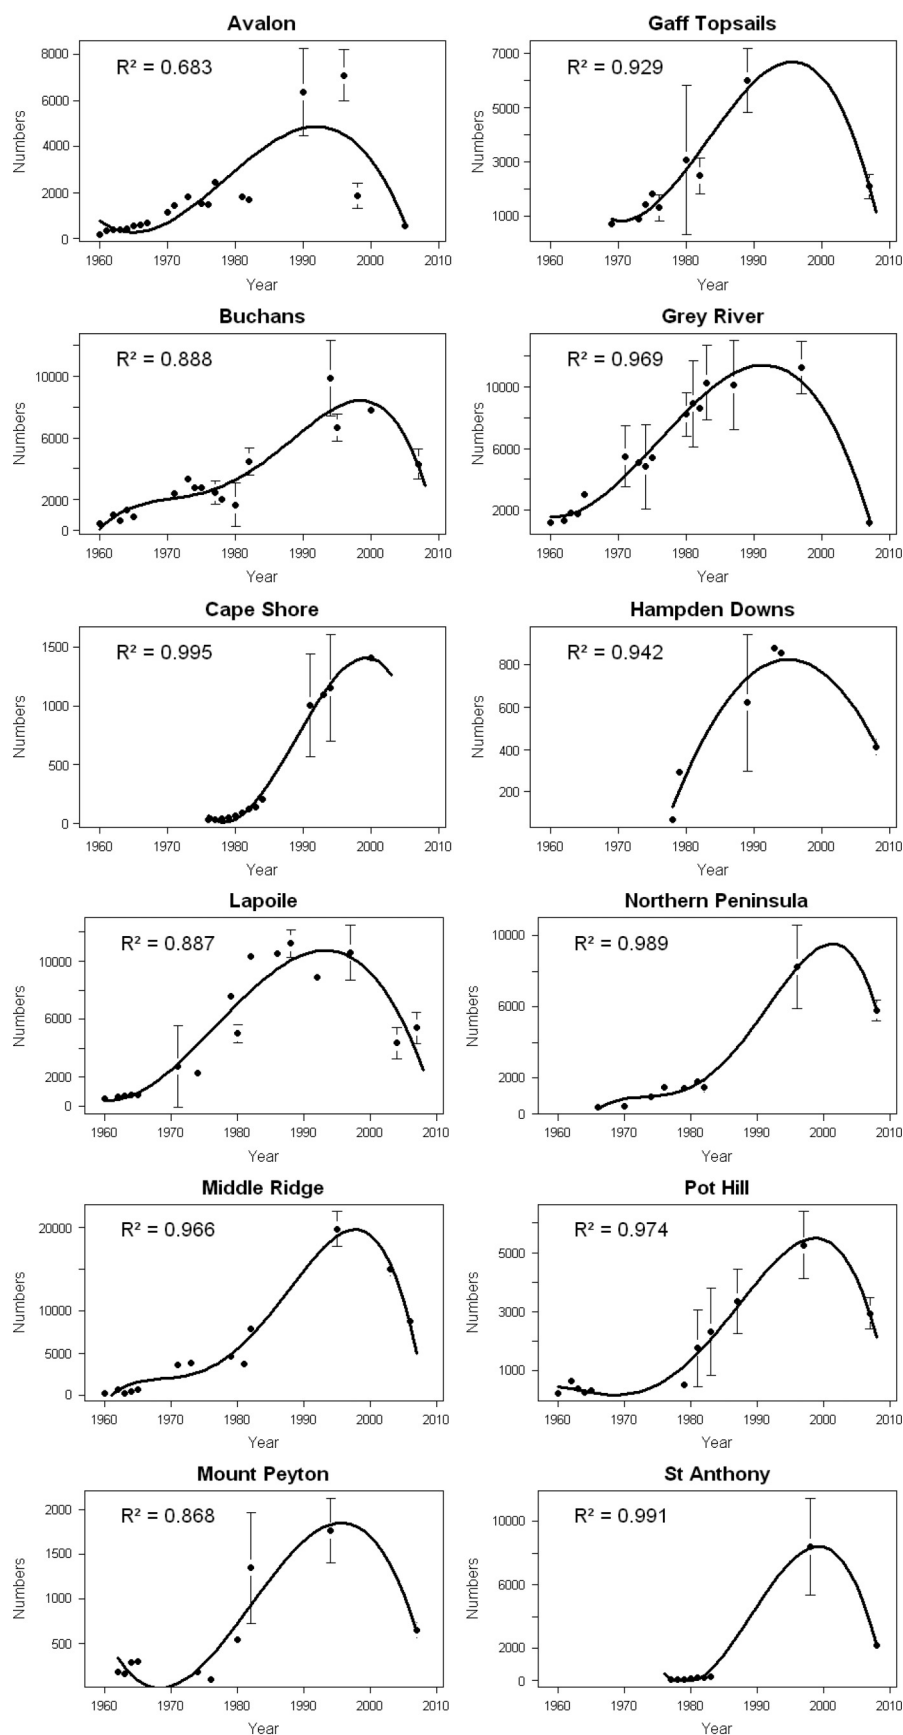 Avalon
R² = 0.683
Numbers
8000
6000
4000
2000
0
1960 1970 1980 1990 2000 2010
Year
Gaff Topsails
R² = 0.929
Numbers
7000
5000
3000
1000
1960 1970 1980 1990 2000 2010
Year
Buchans
R² = 0.888
Numbers
10000
6000
2000
0
1960 1970 1980 1990 2000 2010
Year
Grey River
R² = 0.969
Numbers
10000
6000
2000
1960 1970 1980 1990 2000 2010
Year
Cape Shore
R² = 0.995
Numbers
1500
1000
500
0
1960 1970 1980 1990 2000 2010
Year
Hampden Downs
R² = 0.942
Numbers
800
600
400
200
1960 1970 1980 1990 2000 2010
Year
Lapoile
R² = 0.887
Numbers
10000
6000
2000
0
1960 1970 1980 1990 2000 2010
Year
Northern Peninsula
R² = 0.989
Numbers
10000
6000
2000
0
1960 1970 1980 1990 2000 2010
Year
Middle Ridge
R² = 0.966
Numbers
20000
10000
5000
0
1960 1970 1980 1990 2000 2010
Year
Pot Hill
R² = 0.974
Numbers
5000
3000
1000
1960 1970 1980 1990 2000 2010
Year
Mount Peyton
R² = 0.868
Numbers
2000
1500
1000
500
1960 1970 1980 1990 2000 2010
Year
St Anthony
R² = 0.991
Numbers
10000
6000
2000
0
1960 1970 1980 1990 2000 2010
Year